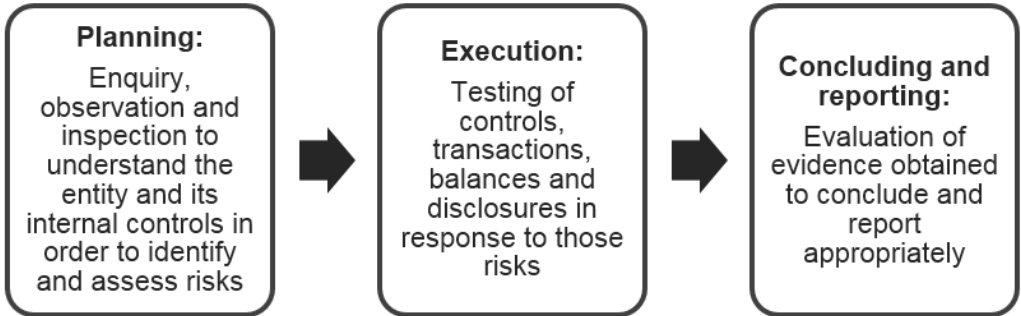 Planning:
Enquiry,
observation and
inspection to
understand the
entity and its
internal controls in
order to identify
and assess risks
Execution:
Testing of
controls,
transactions,
balances and
disclosures in
response to those
risks
Concluding and
reporting:
Evaluation of
evidence obtained
to conclude and
report
appropriately